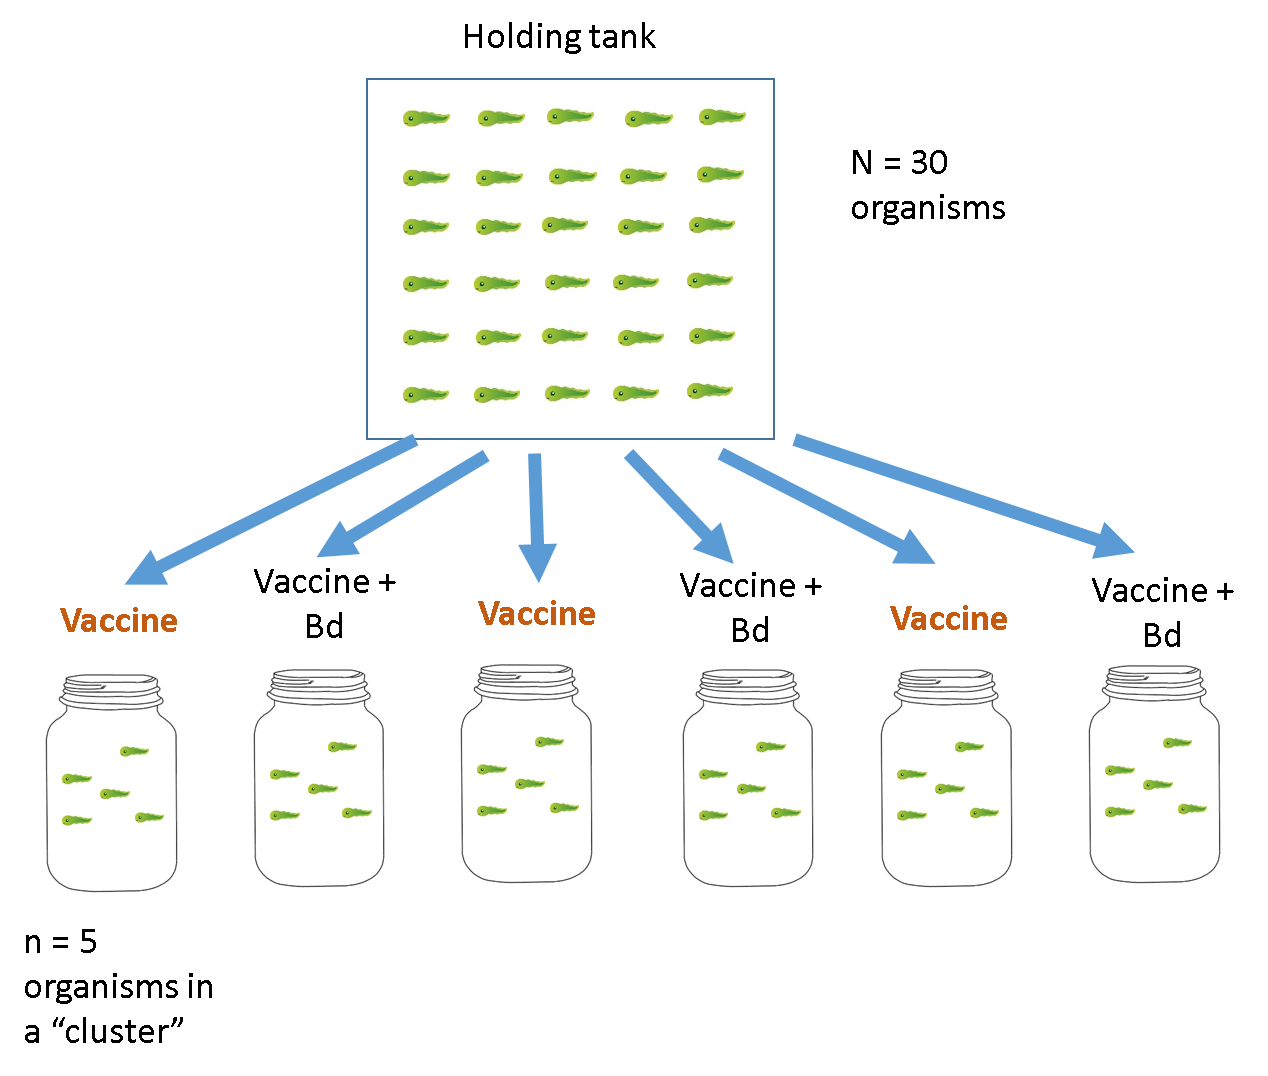 Holding tank
N = 30
organisms
Vaccine
Vaccine +
Bd
Vaccine
Vaccine +
Bd
Vaccine
Vaccine +
Bd
n = 5
organisms in
a “cluster”